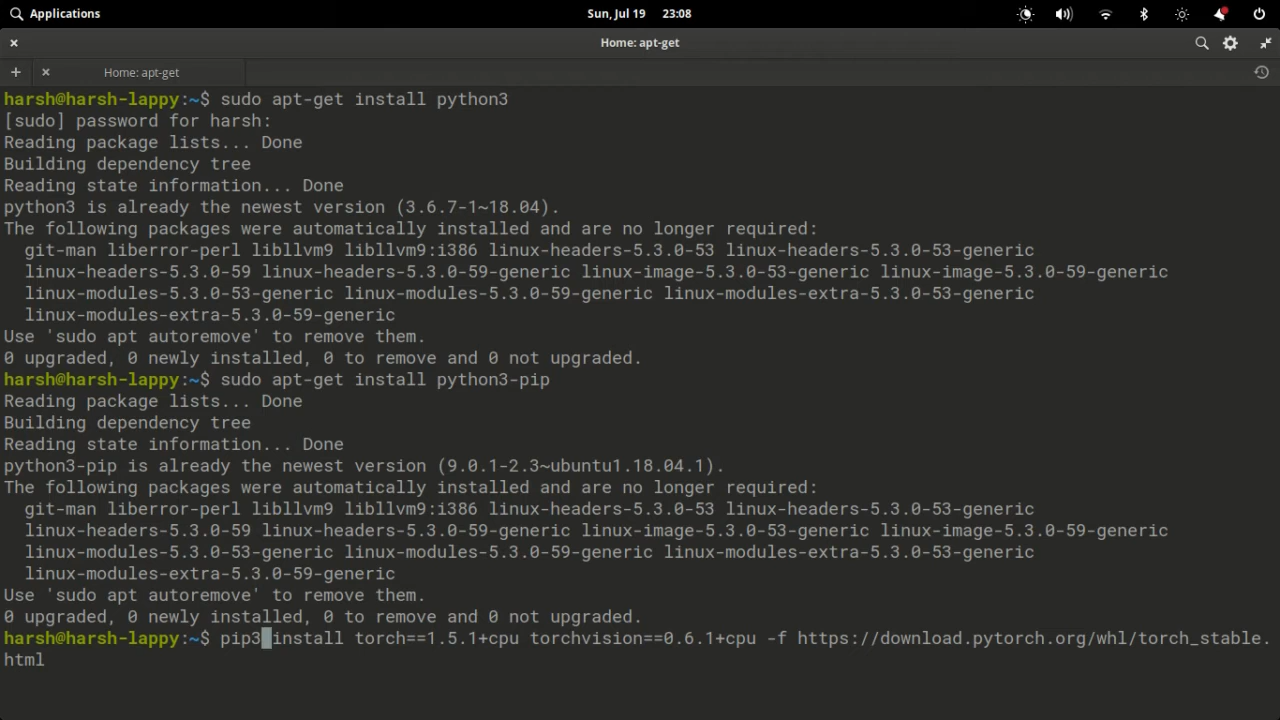 Applications
Sun, Jul 19 23:08
Home: apt-get
Home: apt-get
harsh@harsh-lappy:~$ sudo apt-get install python3
[sudo] password for harsh:
Reading package lists... Done
Building dependency tree
Reading state information... Done
python3 is already the newest version (3.6.7-1~18.04).
The following packages were automatically installed and are no longer required:
  git-man liberror-perl libllvm9 libllvm9:i386 linux-headers-5.3.0-53 linux-headers-5.3.0-53-generic
  linux-headers-5.3.0-59 linux-headers-5.3.0-59-generic linux-image-5.3.0-53-generic linux-image-5.3.0-59-generic
  linux-modules-5.3.0-53-generic linux-modules-5.3.0-59-generic linux-modules-extra-5.3.0-53-generic
  linux-modules-extra-5.3.0-59-generic
Use 'sudo apt autoremove' to remove them.
0 upgraded, 0 newly installed, 0 to remove and 0 not upgraded.
harsh@harsh-lappy:~$ sudo apt-get install python3-pip
Reading package lists... Done
Building dependency tree
Reading state information... Done
python3-pip is already the newest version (9.0.1-2.3~ubuntu1.18.04.1).
The following packages were automatically installed and are no longer required:
  git-man liberror-perl libllvm9 libllvm9:i386 linux-headers-5.3.0-53 linux-headers-5.3.0-53-generic
  linux-headers-5.3.0-59 linux-headers-5.3.0-59-generic linux-image-5.3.0-53-generic linux-image-5.3.0-59-generic
  linux-modules-5.3.0-53-generic linux-modules-5.3.0-59-generic linux-modules-extra-5.3.0-53-generic
  linux-modules-extra-5.3.0-59-generic
Use 'sudo apt autoremove' to remove them.
0 upgraded, 0 newly installed, 0 to remove and 0 not upgraded.
harsh@harsh-lappy:~$ pip3 install torch==1.5.1+cpu torchvision==0.6.1+cpu -f https://download.pytorch.org/whl/torch_stable.
html